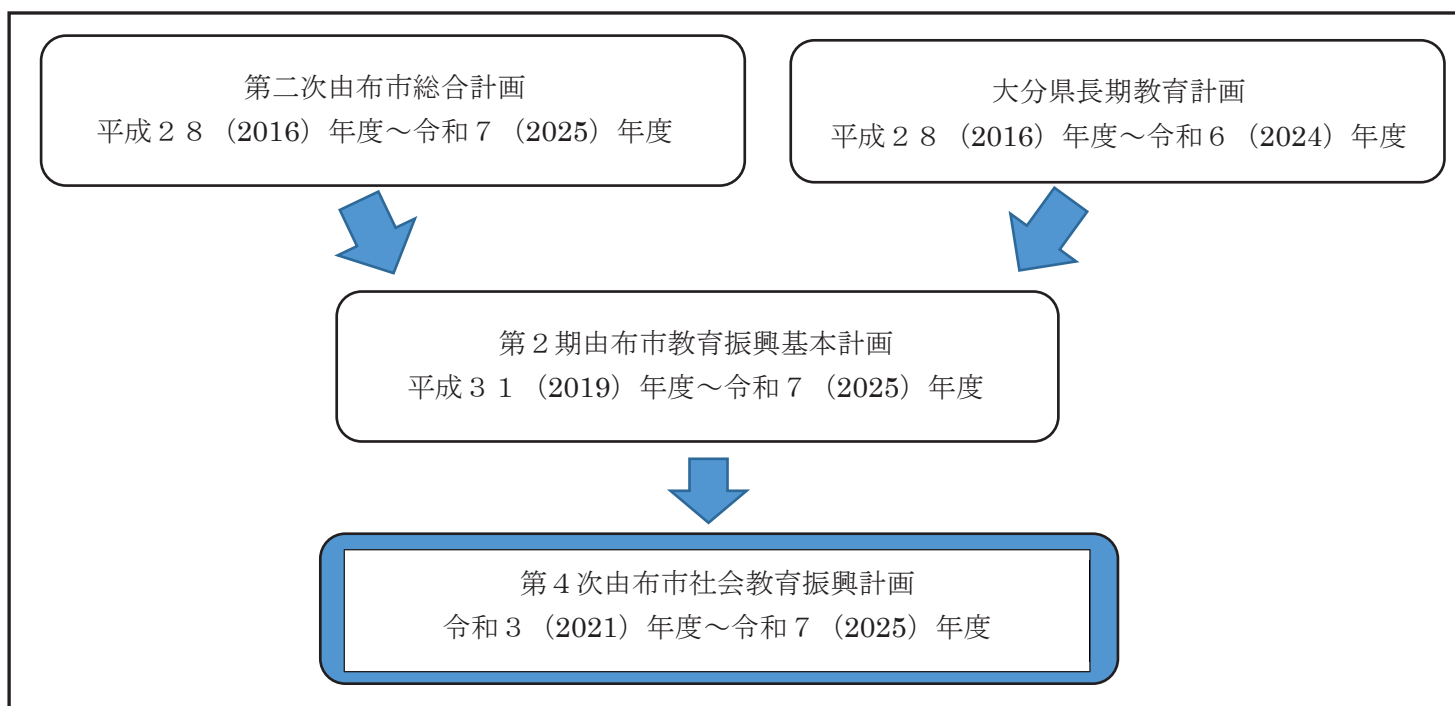 第二次由布市総合計画
平成２８（2016）年度～令和７（2025）年度
大分県長期教育計画
平成２８（2016）年度～令和６（2024）年度
第２期由布市教育振興基本計画
平成３１（2019）年度～令和７（2025）年度
第４次由布市社会教育振興計画
令和３（2021）年度～令和７（2025）年度